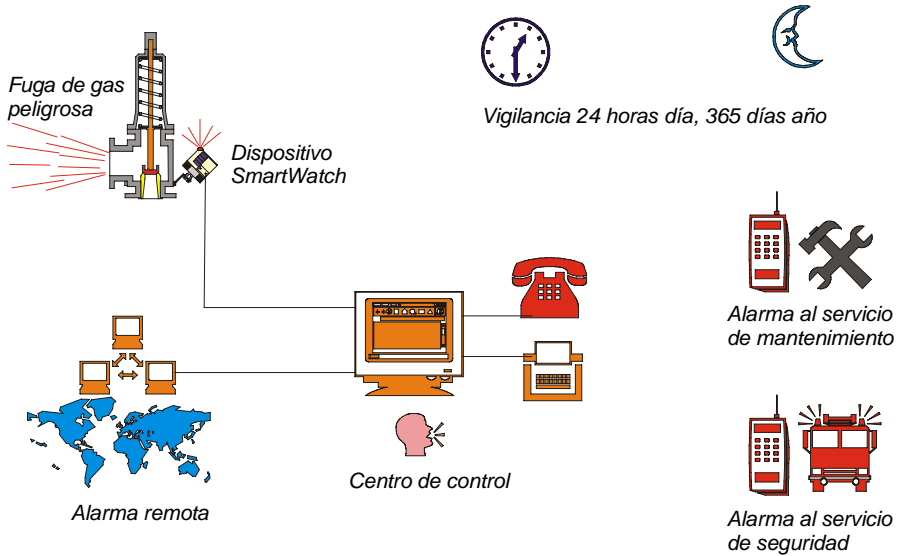 Fuga de gas
peligrosa
Dispositivo
SmartWatch
Vigilancia 24 horas día, 365 días año
Alarma al servicio
de mantenimiento
Centro de control
Alarma remota
Alarma al servicio
de seguridad